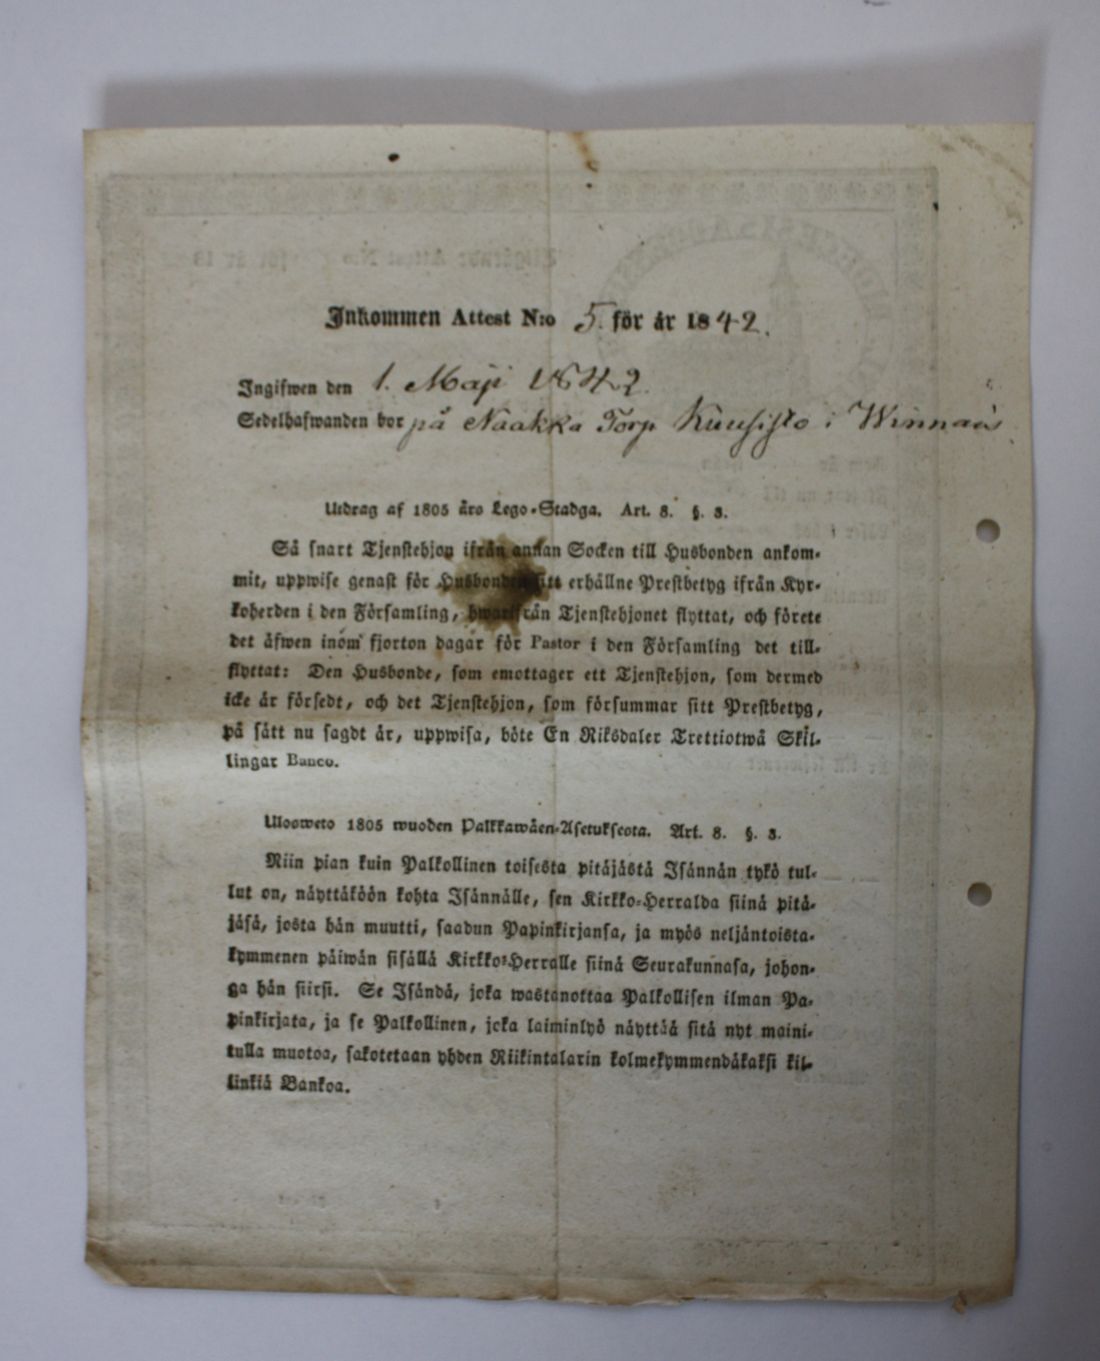 Inkommen Attest N:o 5. för år 1842.
Ingifwen den 1. Maji 1842.
Sedelhafwanden bor på Naakka Torp Kuusisto i Winnais
Utdrag af 1805 års Lego-Stadga. Art. 8. §. 3.
Så snart Tjenstehjon ifrån annan Socken till Husbonden ankom-
mit, uppwise genast för Husbonden sitt erhållne Prestbetyg ifrån Kyr-
koherden i den Församling, hwarifrån Tjenstehjonet flyttat, och förete
det äfwen inom fjorton dagar för Pastor i den Församling det till-
flyttat: Den Husbonde, som emottager ett Tjenstehjon, som dermed
icke är försedt, och det Tjenstehjon, som försummar sitt Prestbetyg,
på sätt nu sagdt är, uppwisa, böte En Riksdaler Trettiotwå Skil-
lingar Banco.
Uloosweto 1805 wuoden Palkkawäen-Asetuksesta. Art. 8. §. 3.
Niin pian kuin Palkollinen toisesta pitäjästä Isännän tykö tul-
lut on, näyttäköön kohta Isännälle, sen Kirkko-Herralda siinä pitä-
jäsä, josta hän muutti, saadun Papinkirjansa, ja myös neljäntoista-
kymmenen päiwän sisällä Kirkko-Herralle siinä Seurakunnasa, johon-
ga hän siirsi. Se Isändä, joka wastanottaa Palkollisen ilman Pa-
pinkirjata, ja se Palkollinen, joka laiminlyö näyttää sitä nyt maini-
tulla muotoa, sakotetaan yhden Riikintalarin kolmekymmendäkaksi kil-
linkiä Bankoa.